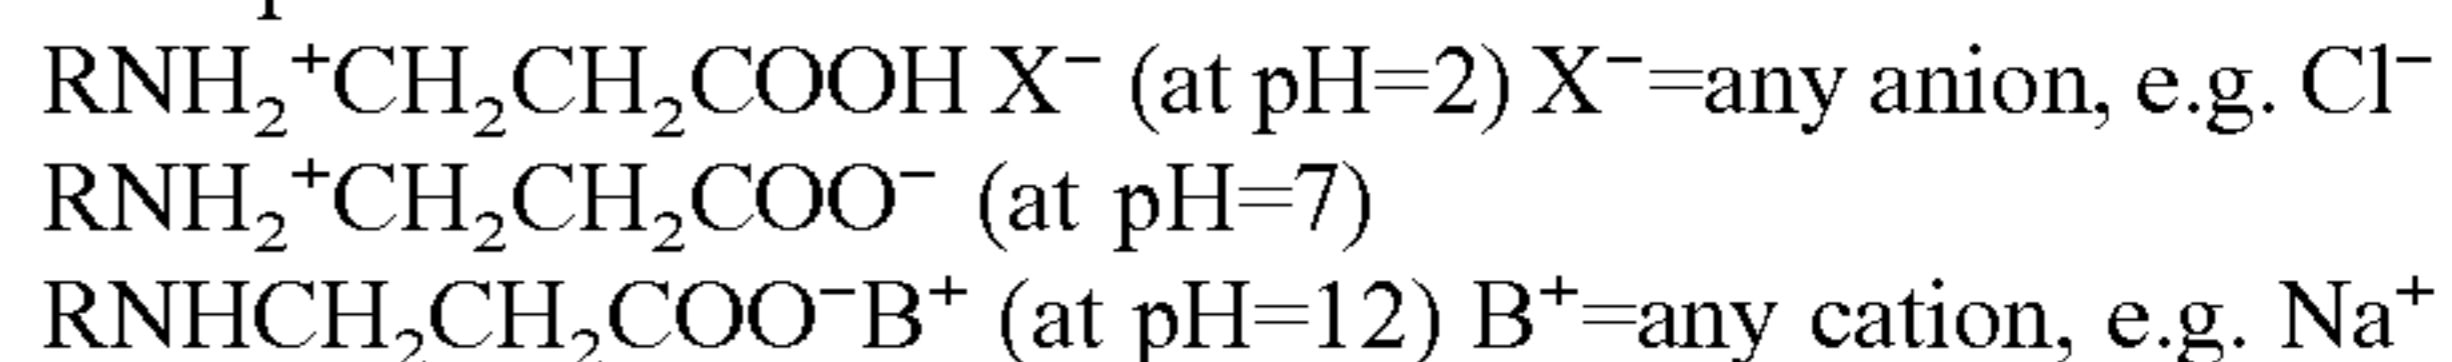 RNH₂⁺CH₂CH₂COOH X⁻ (at pH=2) X⁻=any anion, e.g. Cl⁻
RNH₂⁺CH₂CH₂COO⁻ (at pH=7)
RNHCH₂CH₂COO⁻B⁺ (at pH=12) B⁺=any cation, e.g. Na⁺